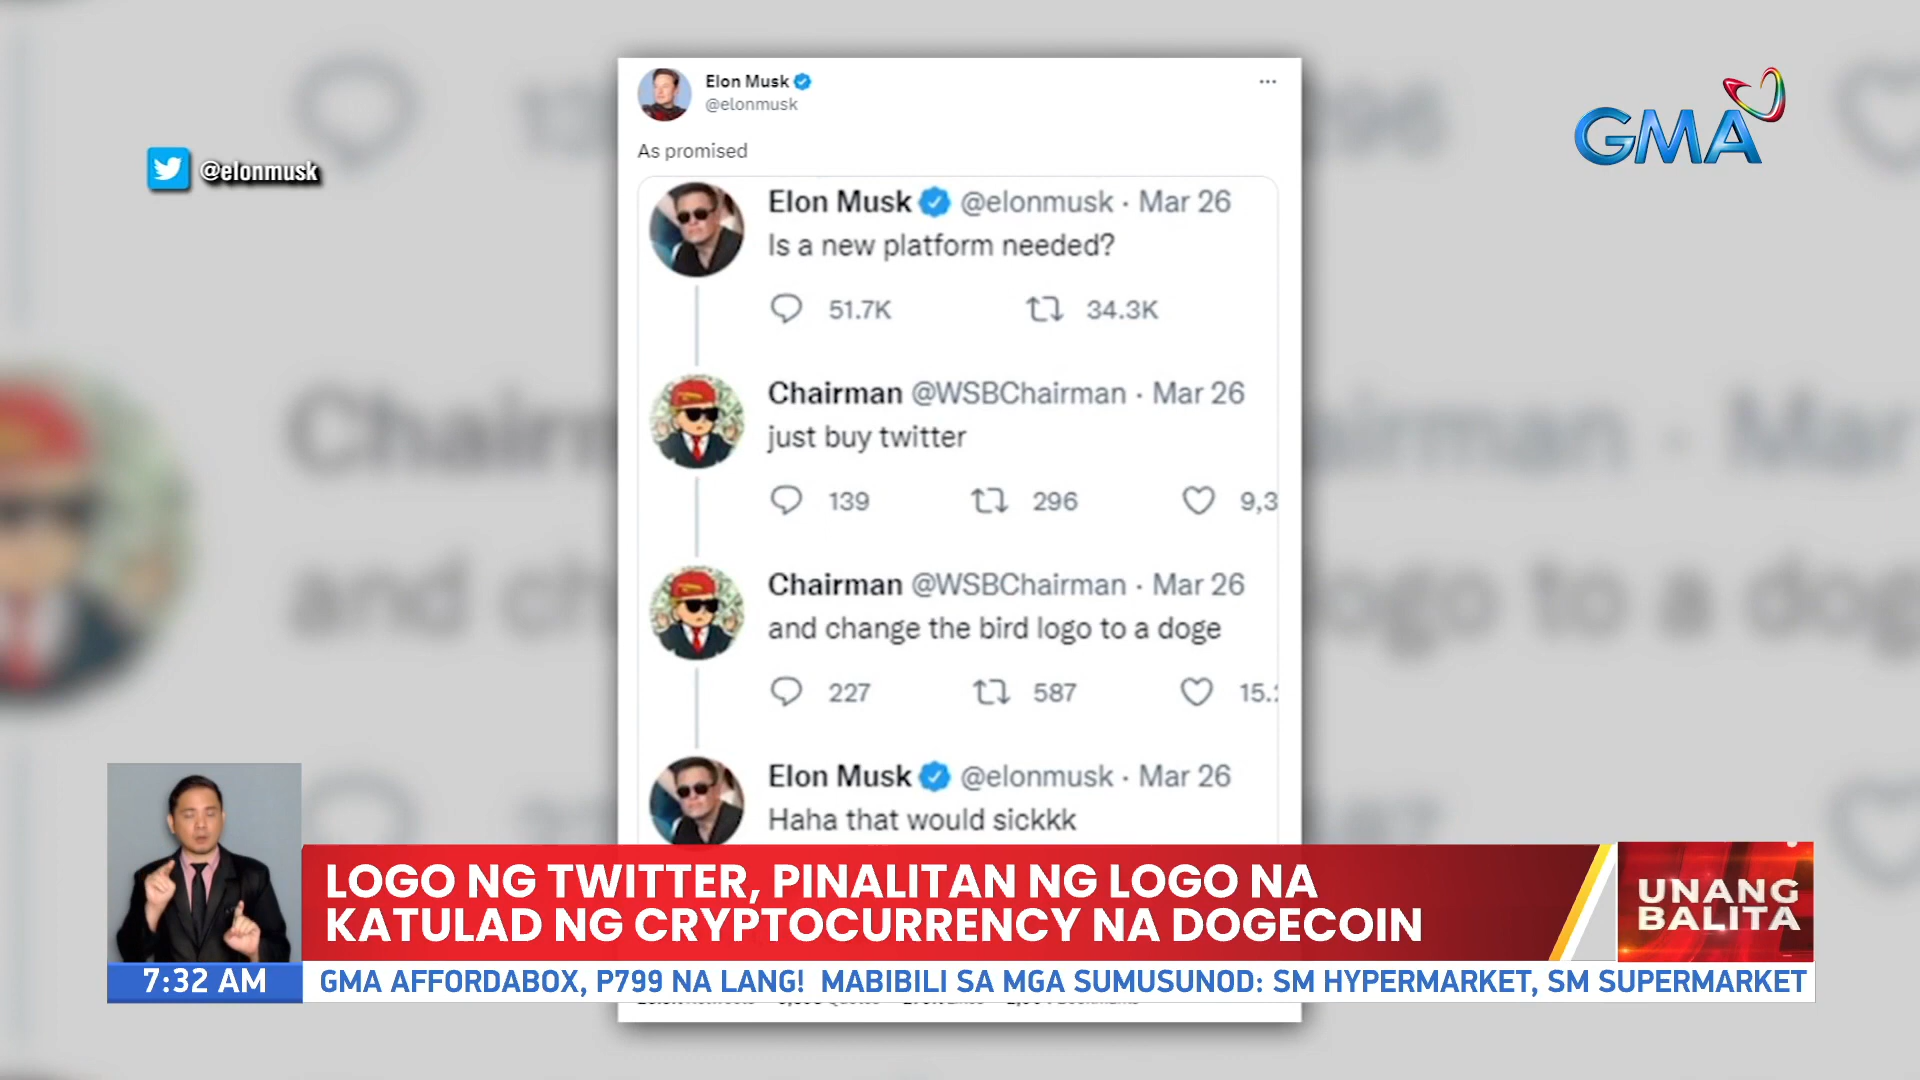 Elon Musk
@elonmusk
As promised
GMA
@elonmusk
Elon Musk @elonmusk · Mar 26
Is a new platform needed?
51.7K 34.3K
Chairman @WSBChairman · Mar 26
just buy twitter
139 296 9,3
Chairman @WSBChairman · Mar 26
and change the bird logo to a doge
227 587 15.
Elon Musk @elonmusk · Mar 26
Haha that would sickkk
LOGO NG TWITTER, PINALITAN NG LOGO NA
KATULAD NG CRYPTOCURRENCY NA DOGECOIN
UNANG
BALITA
7:32 AM
GMA AFFORDABOX, P799 NA LANG! MABIBILI SA MGA SUMUSUNOD: SM HYPERMARKET, SM SUPERMARKET